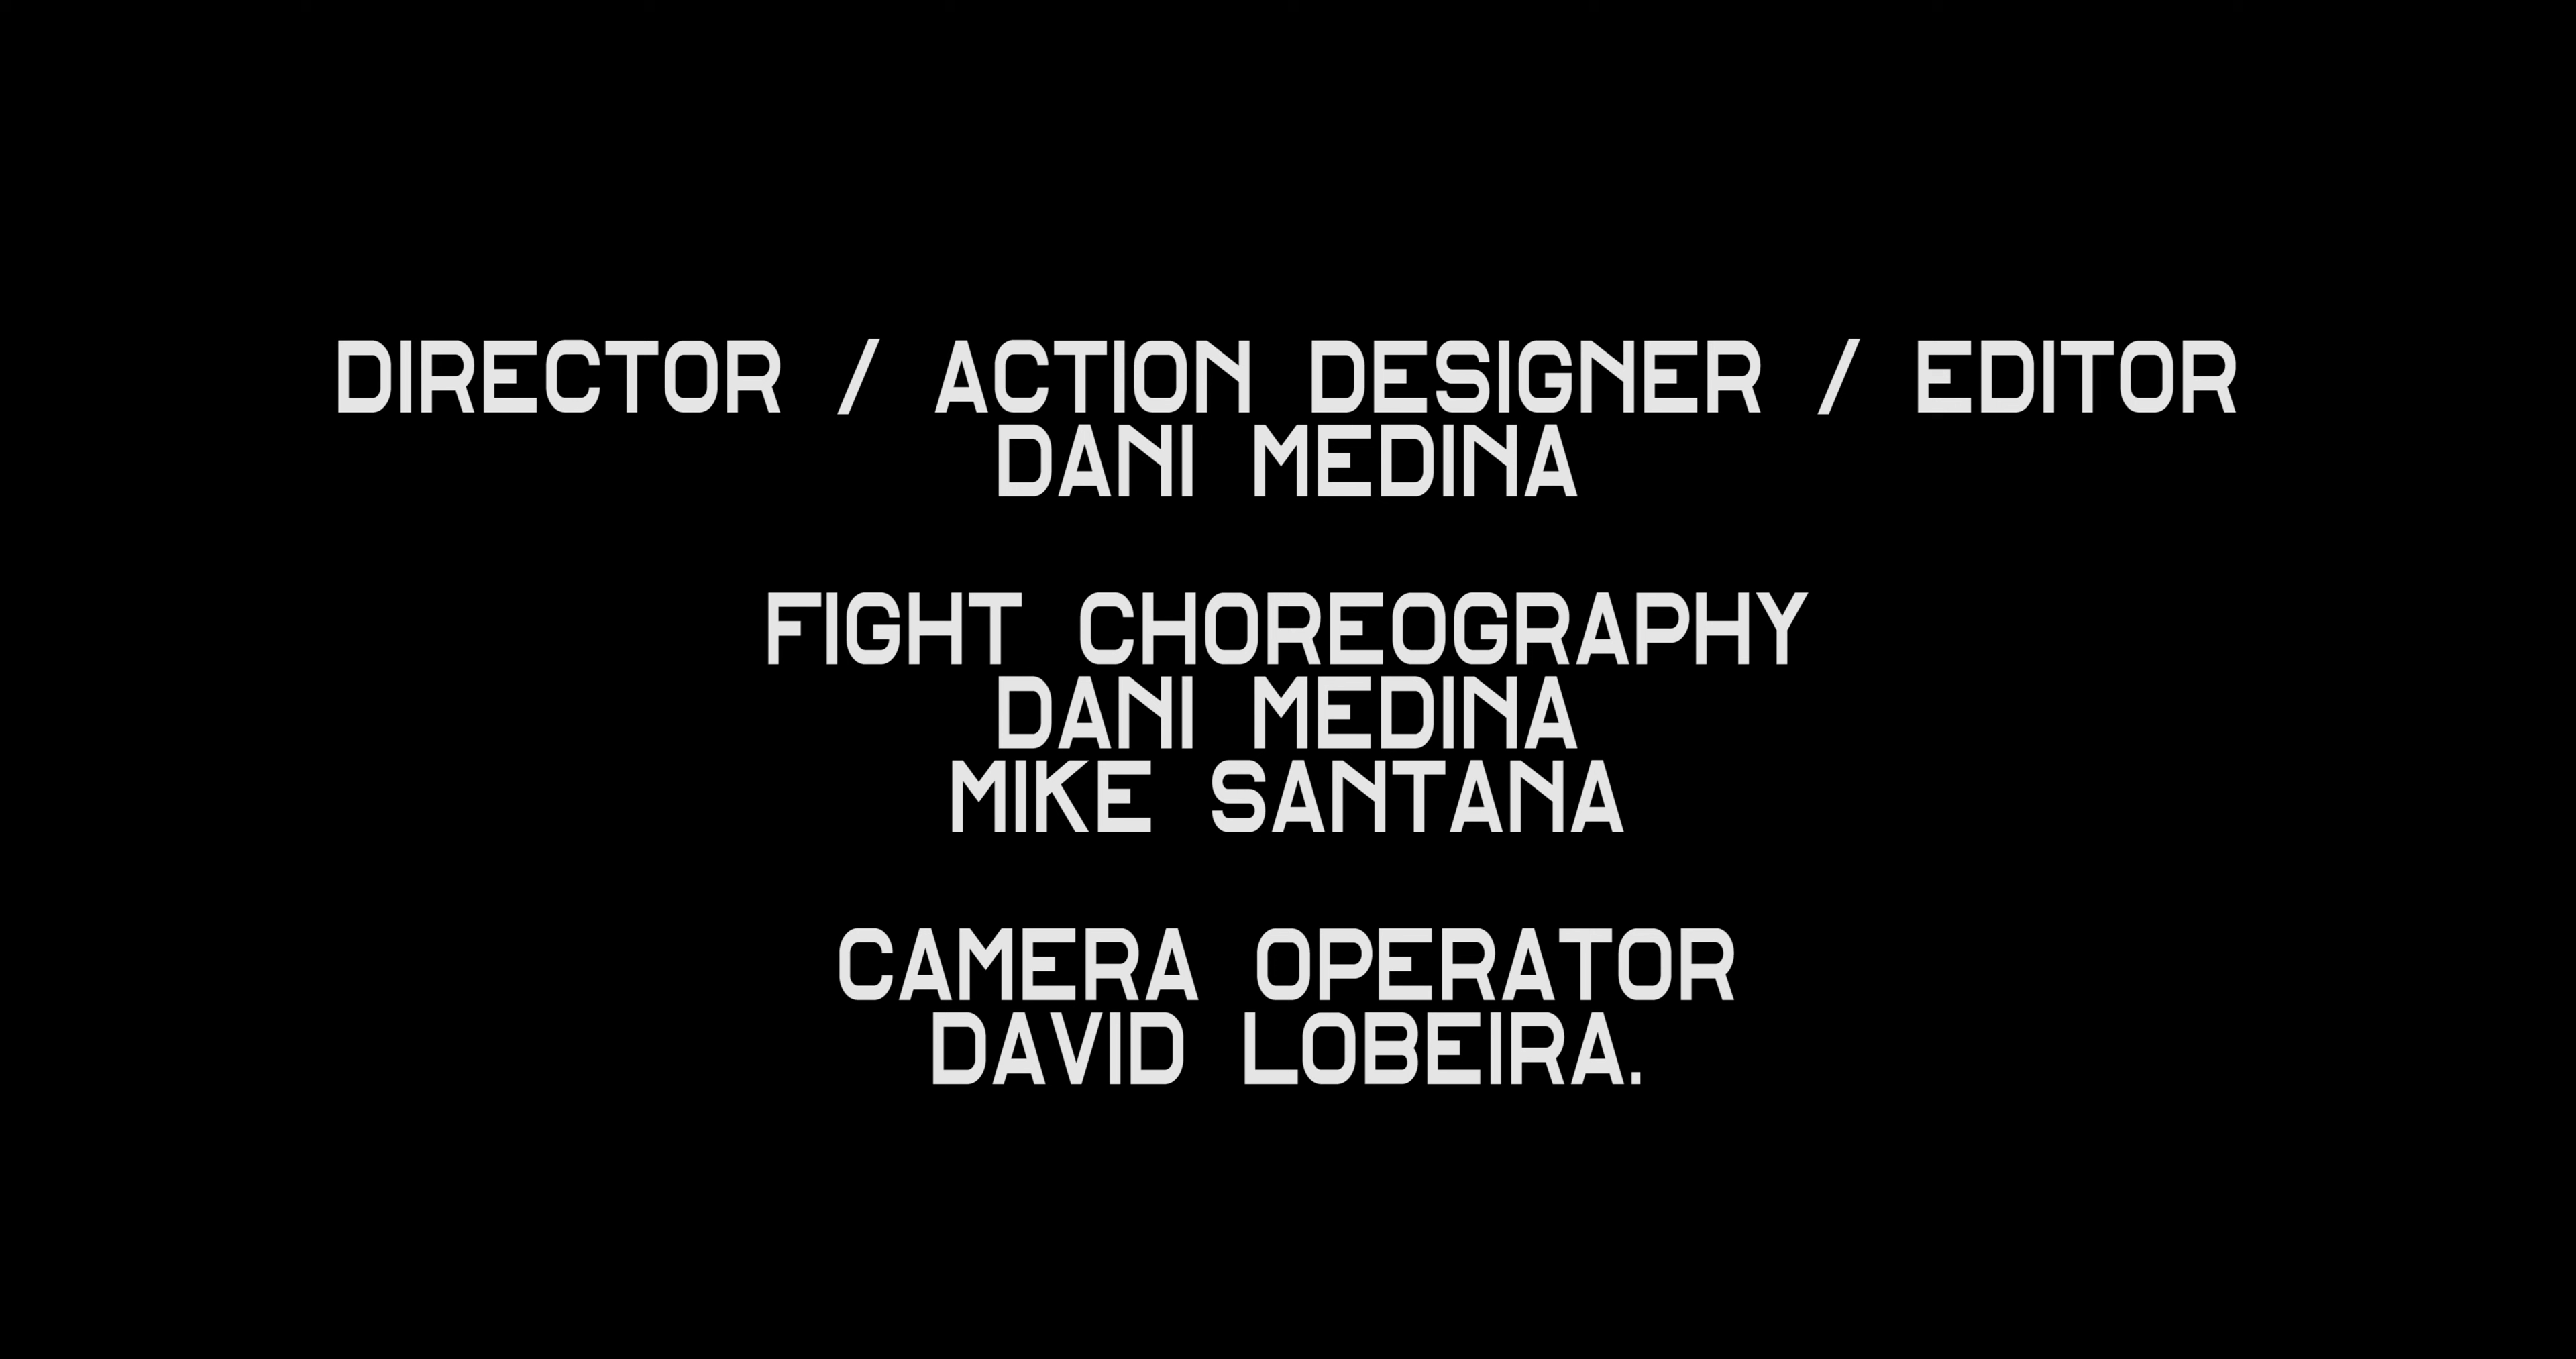 DIRECTOR / ACTION DESIGNER / EDITOR
DANI MEDINA
FIGHT CHOREOGRAPHY
DANI MEDINA
MIKE SANTANA
CAMERA OPERATOR
DAVID LOBEIRA.